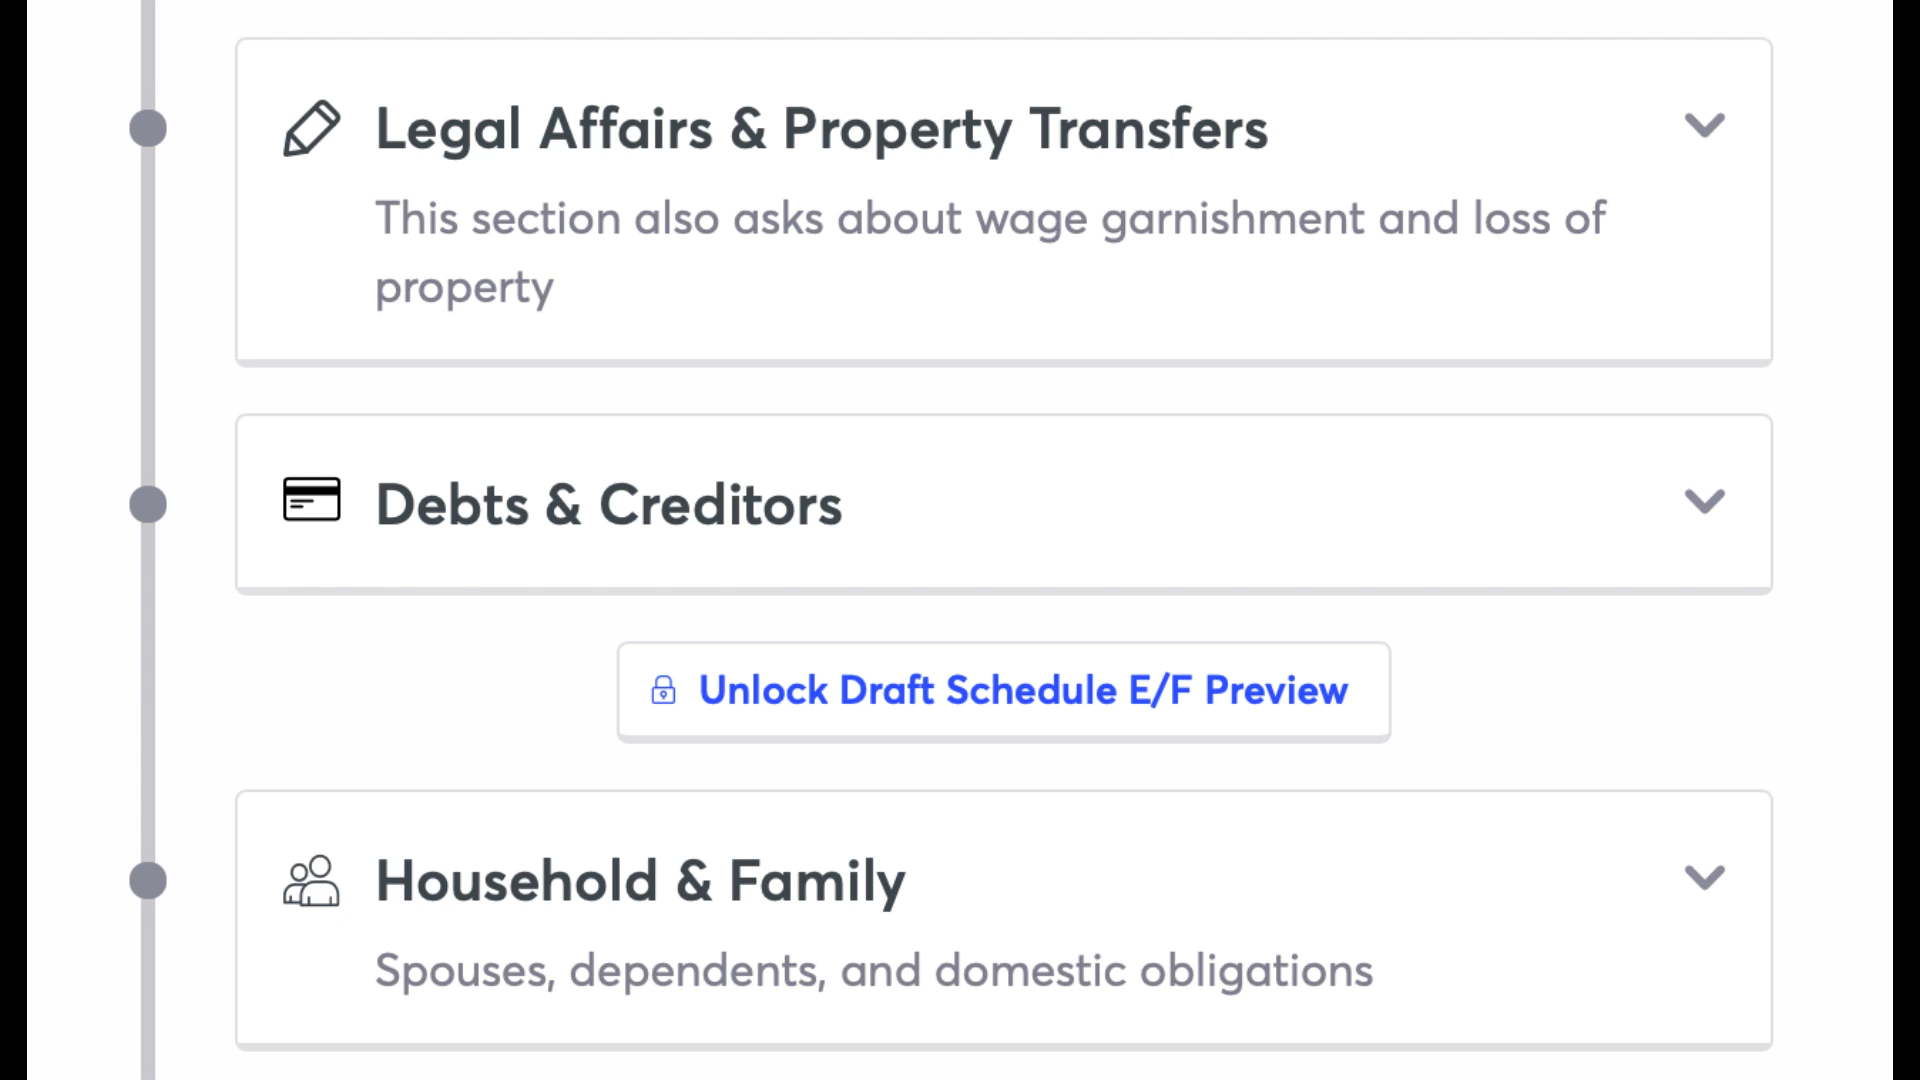 Legal Affairs & Property Transfers
This section also asks about wage garnishment and loss of
property
Debts & Creditors
Unlock Draft Schedule E/F Preview
Household & Family
Spouses, dependents, and domestic obligations